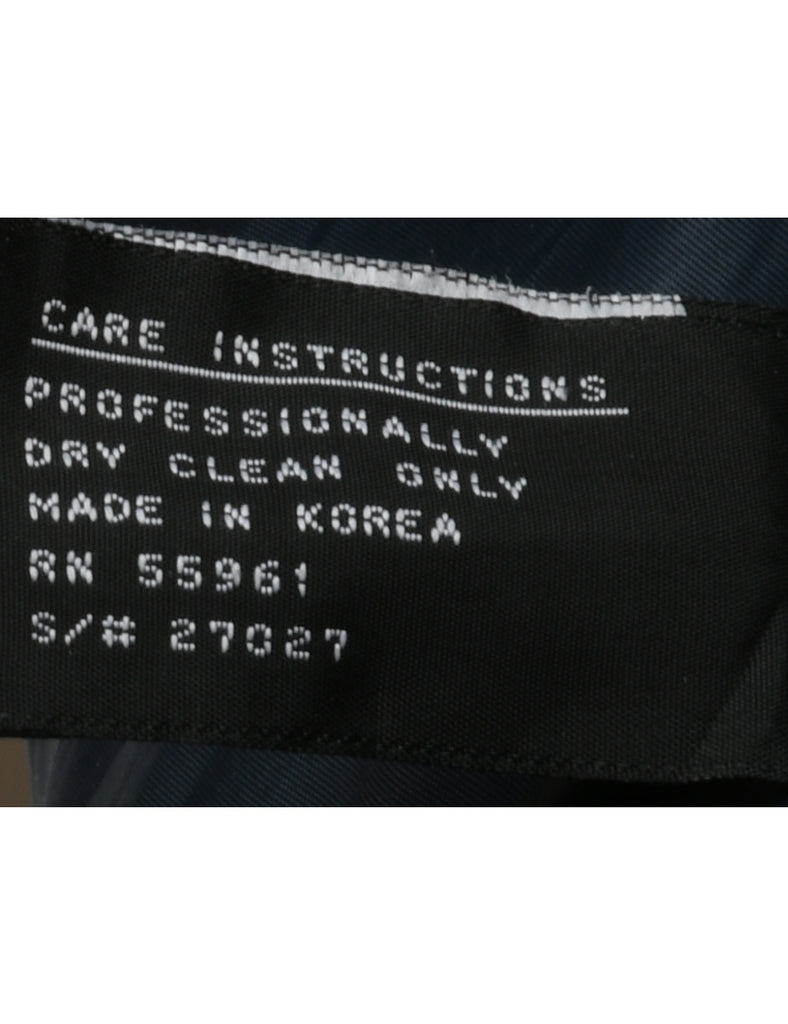 CARE INSTRUCTIONS
PROFESSIONALLY
DRY CLEAN ONLY
MADE IN KOREA
RN 55961
S/# 27027